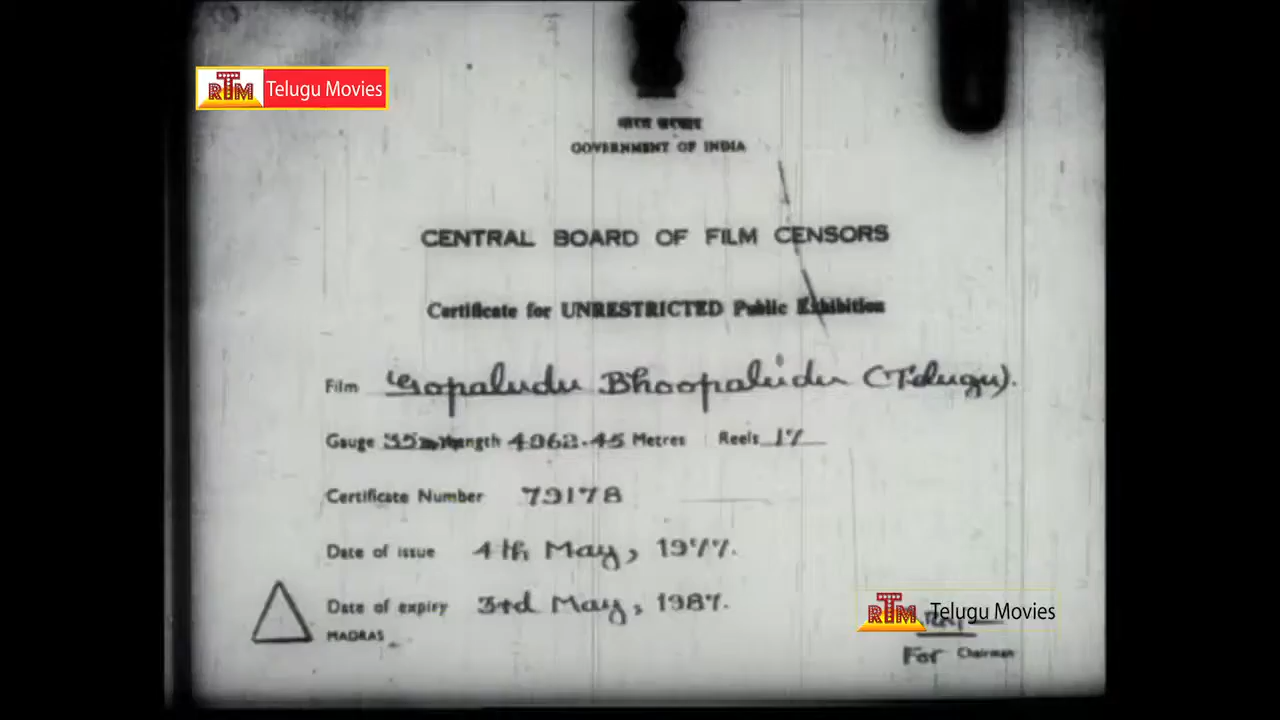 RTM Telugu Movies
भारत सरकार
GOVERNMENT OF INDIA
CENTRAL BOARD OF FILM CENSORS
Certificate for UNRESTRICTED Public Exhibition
Film Gopaludu Bhoopaludu (Telugu).
Gauge 35mm Length 4062.45 Metres Reels 17
Certificate Number 79178
Date of issue 4th May, 1977.
Date of expiry 3rd May, 1987.
MADRAS
RTM Telugu Movies
For Chairman